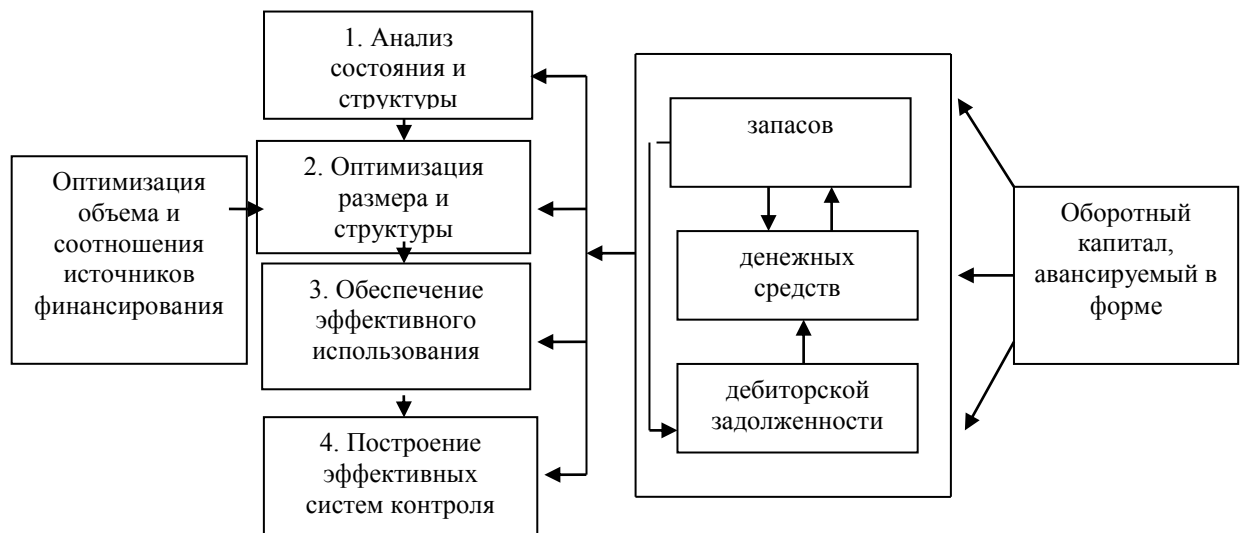 1. Анализ
состояния и
структуры
2. Оптимизация
размера и
структуры
3. Обеспечение
эффективного
использования
4. Построение
эффективных
систем контроля
Оптимизация
объема и
соотношения
источников
финансирования
запасов
денежных
средств
дебиторской
задолженности
Оборотный
капитал,
авансируемый в
форме